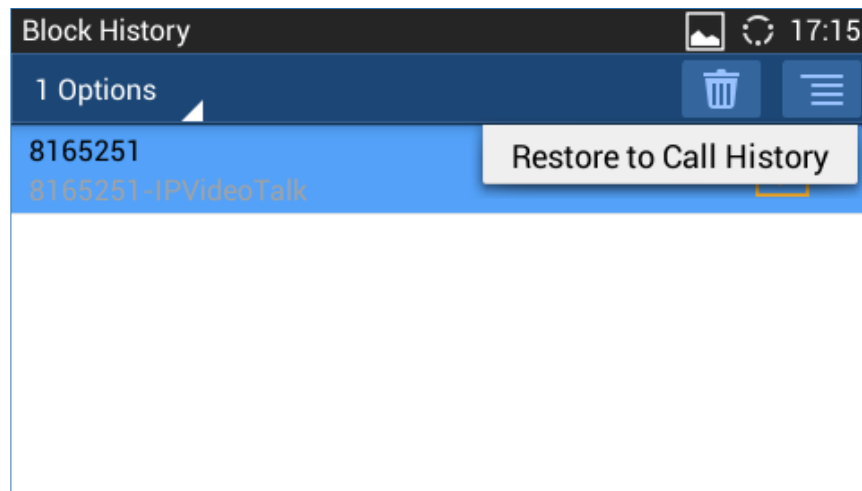 Block History 17:15
1 Options
8165251
Restore to Call History
8165251-IPVideoTalk